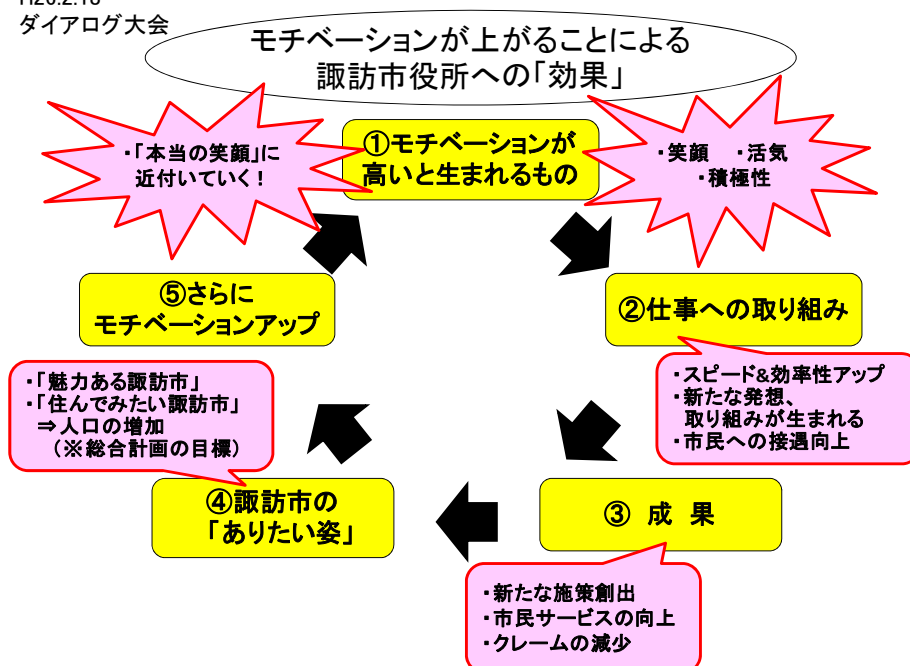 ダイアログ大会
モチベーションが上がることによる
諏訪市役所への「効果」
・「本当の笑顔」に
近付いていく！
①モチベーションが
高いと生まれるもの
・笑顔　・活気
・積極性
②仕事への取り組み
・スピード&効率性アップ
・新たな発想、
取り組みが生まれる
・市民への接遇向上
③ 成 果
・新たな施策創出
・市民サービスの向上
・クレームの減少
④諏訪市の
「ありたい姿」
・「魅力ある諏訪市」
・「住んでみたい諏訪市」
⇒人口の増加
（※総合計画の目標）
⑤さらに
モチベーションアップ